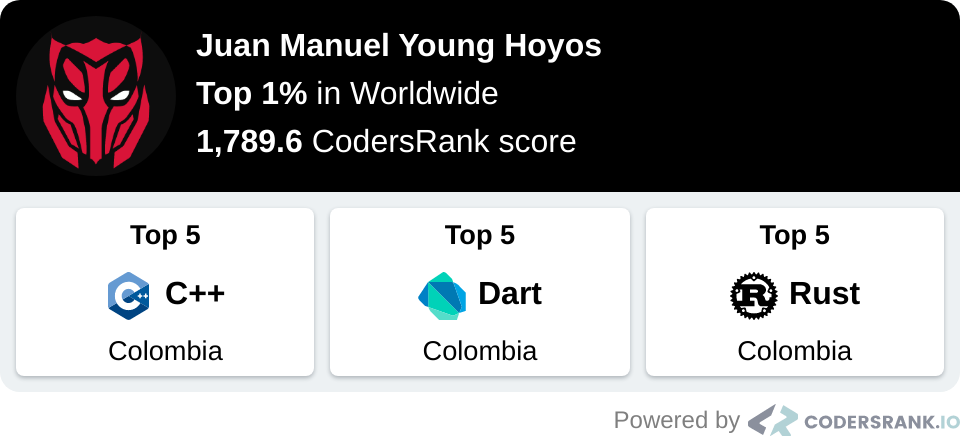 Juan Manuel Young Hoyos
Top 1% in Worldwide
1,789.6 CodersRank score
Top 5
C++
Colombia
Top 5
Dart
Colombia
Top 5
R Rust
Colombia
Powered by CODERSRANK.IO